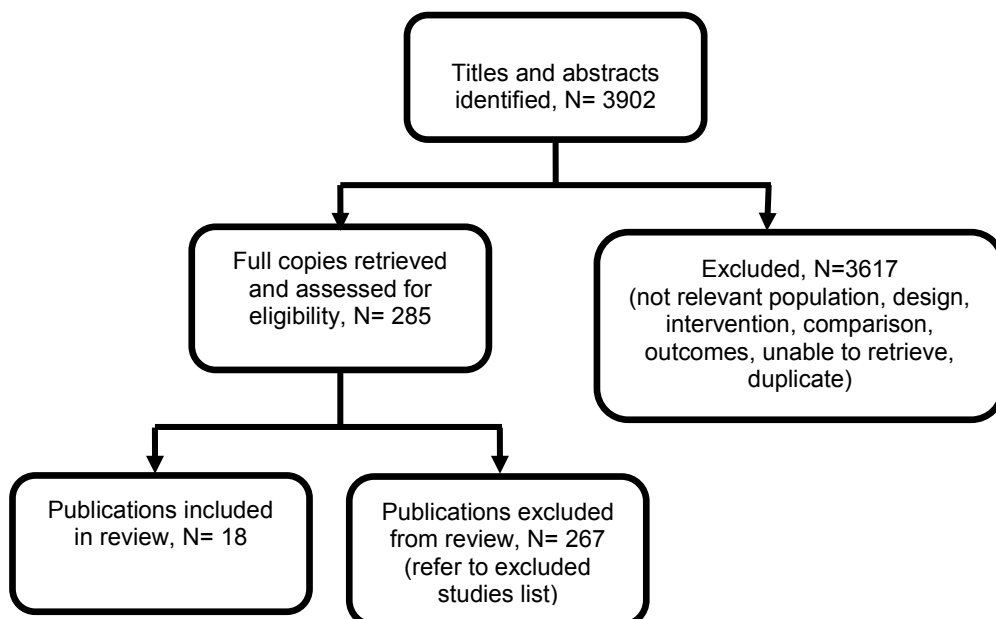 Titles and abstracts
identified, N= 3902
Full copies retrieved
and assessed for
eligibility, N= 285
Excluded, N=3617
(not relevant population, design,
intervention, comparison,
outcomes, unable to retrieve,
duplicate)
Publications included
in review, N= 18
Publications excluded
from review, N= 267
(refer to excluded
studies list)